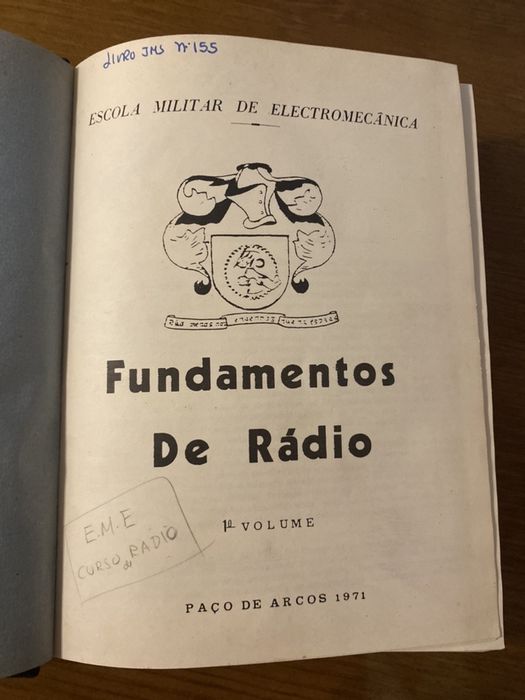 LIVRO JMS Nº155
ESCOLA MILITAR DE ELECTROMECÂNICA
Fundamentos
De Rádio
1º VOLUME
E.M.E
CURSO de RADIO
PAÇO DE ARCOS 1971